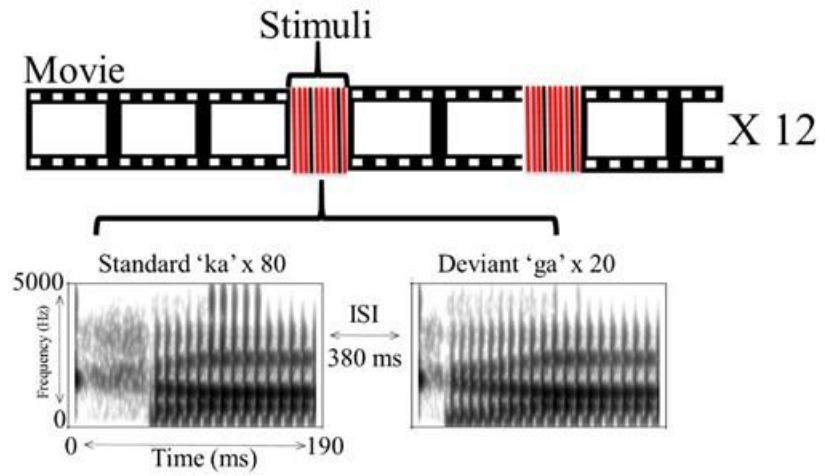 Stimuli
Movie
X 12
Standard ‘ka’ x 80
Deviant ‘ga’ x 20
5000
Frequency (Hz)
0
ISI
380 ms
0
Time (ms)
190